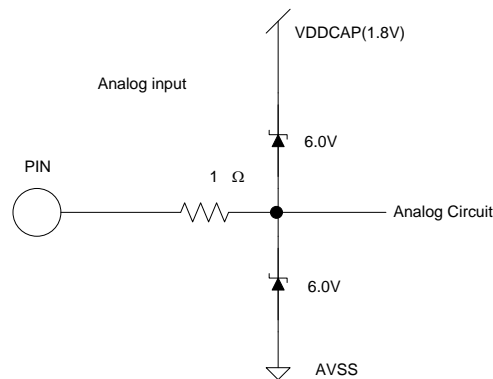 VDDCAP(1.8V)
Analog input
6.0V
PIN
1 Ω
Analog Circuit
6.0V
AVSS